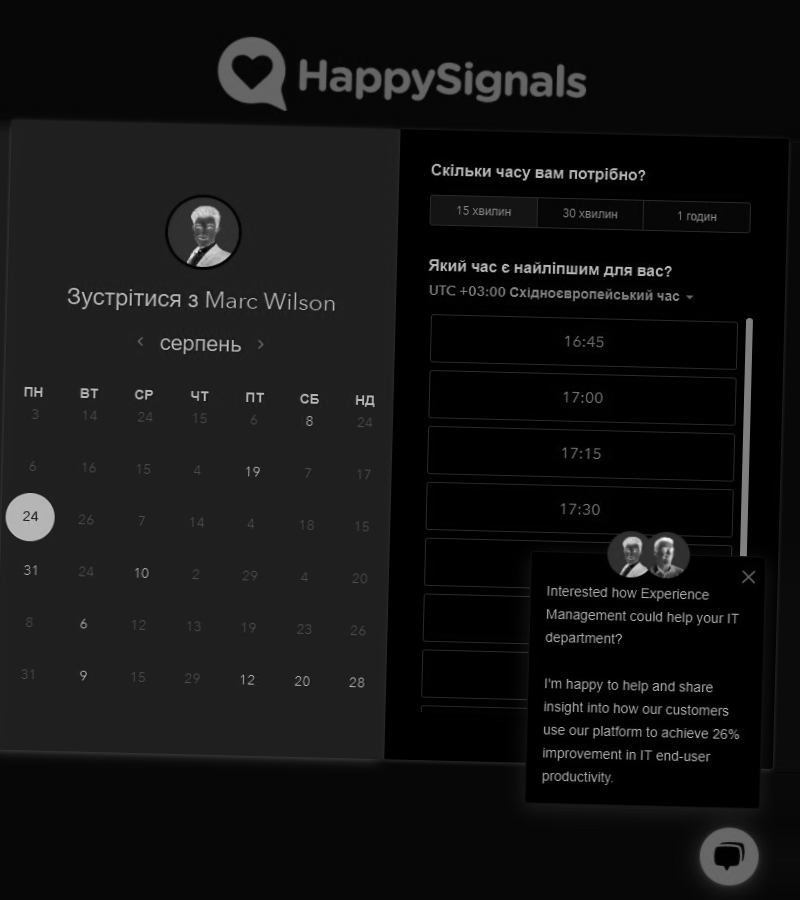 HappySignals
Зустрітися з Marc Wilson
серпень
ПН ВТ СР ЧТ ПТ СБ НД
3 14 24 15 6 8 24
6 16 15 4 19 7 17
24 26 7 14 4 18 15
31 24 10 2 29 4 20
8 6 12 13 19 23 26
31 9 15 29 12 20 28
Скільки часу вам потрібно?
15 хвилин 30 хвилин 1 годин
Який час є найліпшим для вас?
UTC +03:00 Східноєвропейський час
16:45
17:00
17:15
17:30
Interested how Experience
Management could help your IT
department?
I'm happy to help and share
insight into how our customers
use our platform to achieve 26%
improvement in IT end-user
productivity.